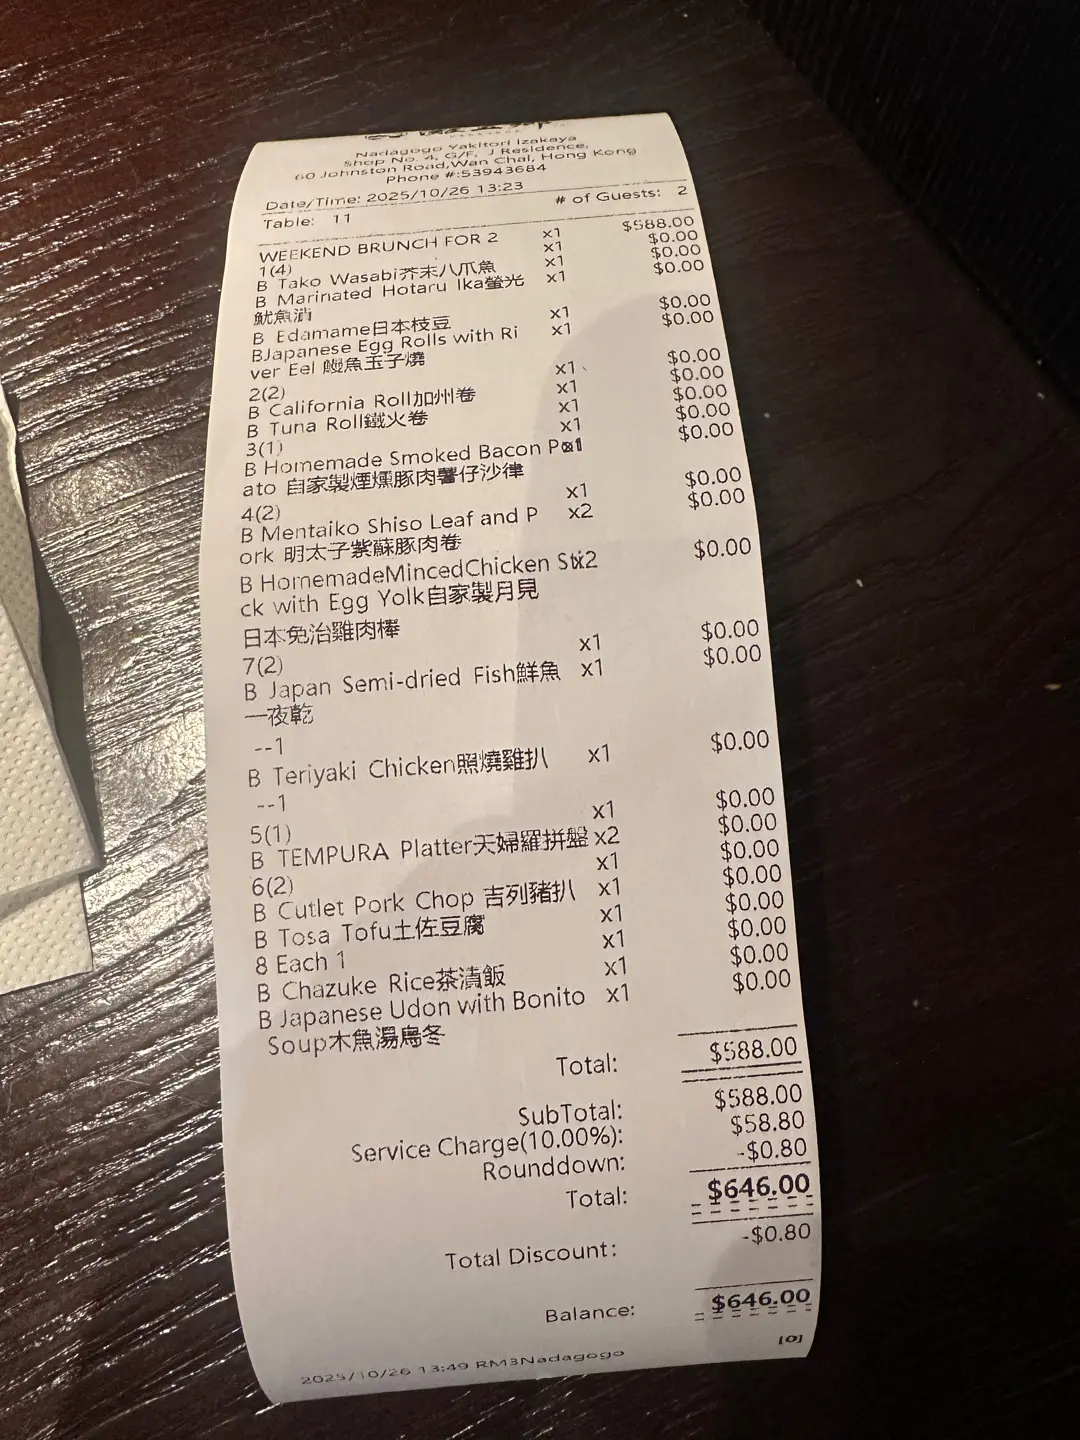 Nadagogo Yakitori Izakaya
Shop No. 4, G/F, J Residence,
60 Johnston Road,Wan Chai, Hong Kong
Phone #:53943684
Date/Time: 2025/10/26 13:23
Table: 11 # of Guests: 2
WEEKEND BRUNCH FOR 2 x1 $588.00
1(4) x1 $0.00
B Tako Wasabi芥末八爪魚 x1 $0.00
B Marinated Hotaru Ika螢光 x1 $0.00
魷魚消
B Edamame日本枝豆 x1 $0.00
BJapanese Egg Rolls with Ri x1 $0.00
ver Eel 鰻魚玉子燒
2(2) x1 $0.00
B California Roll加州卷 x1 $0.00
B Tuna Roll鐵火卷 x1 $0.00
3(1) x1 $0.00
B Homemade Smoked Bacon Pot x1 $0.00
ato 自家製煙燻豚肉薯仔沙律
4(2) x1 $0.00
B Mentaiko Shiso Leaf and P x2 $0.00
ork 明太子紫蘇豚肉卷
B HomemadeMincedChicken Sti x2 $0.00
ck with Egg Yolk自家製月見
日本免治雞肉棒
7(2) x1 $0.00
B Japan Semi-dried Fish鮮魚 x1 $0.00
一夜乾
--1
B Teriyaki Chicken照燒雞扒 x1 $0.00
--1
5(1) x1 $0.00
B TEMPURA Platter天婦羅拼盤 x2 $0.00
6(2) x1 $0.00
B Cutlet Pork Chop 吉列豬扒 x1 $0.00
B Tosa Tofu土佐豆腐 x1 $0.00
8 Each 1 x1 $0.00
B Chazuke Rice茶漬飯 x1 $0.00
B Japanese Udon with Bonito x1 $0.00
Soup木魚湯烏冬
Total: $588.00
SubTotal: $588.00
Service Charge(10.00%): $58.80
Rounddown: -$0.80
Total: $646.00
Total Discount: -$0.80
Balance: $646.00
[0]
2025/10/26 13:49 RM3Nadagogo